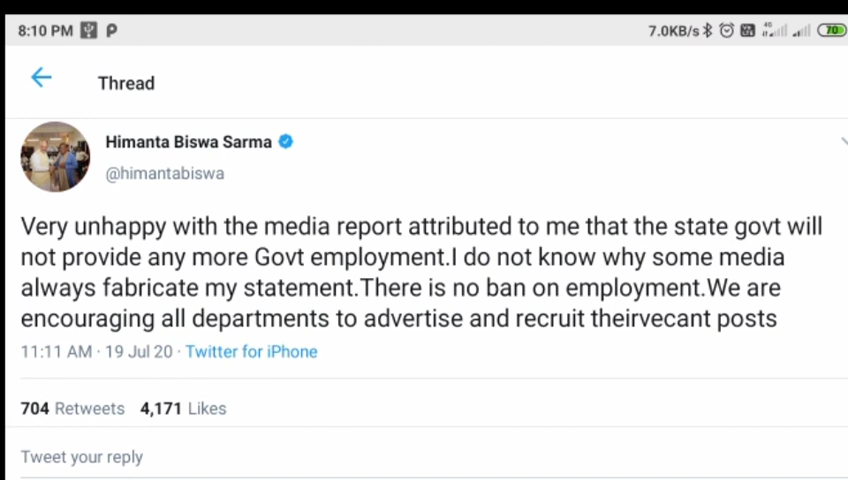 8:10 PM P 7.0KB/s 4G 70
Thread
Himanta Biswa Sarma
@himantabiswa
Very unhappy with the media report attributed to me that the state govt will
not provide any more Govt employment.I do not know why some media
always fabricate my statement.There is no ban on employment.We are
encouraging all departments to advertise and recruit theirvecant posts
11:11 AM · 19 Jul 20 · Twitter for iPhone
704 Retweets 4,171 Likes
Tweet your reply